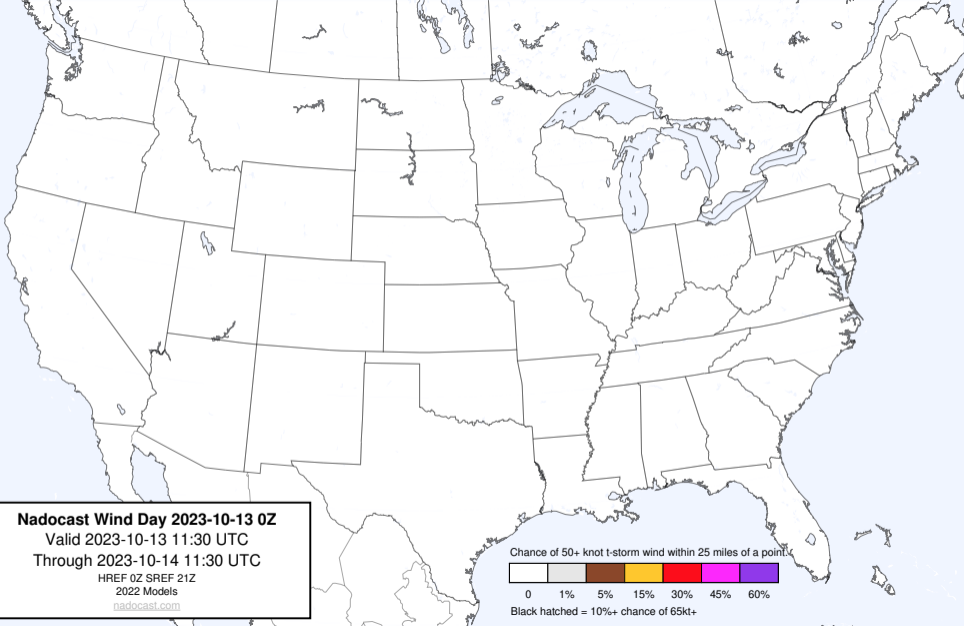 Nadocast Wind Day 2023-10-13 0Z
Valid 2023-10-13 11:30 UTC
Through 2023-10-14 11:30 UTC
HREF 0Z SREF 21Z
2022 Models
nadocast.com
Chance of 50+ knot t-storm wind within 25 miles of a point.
0 1% 5% 15% 30% 45% 60%
Black hatched = 10%+ chance of 65kt+